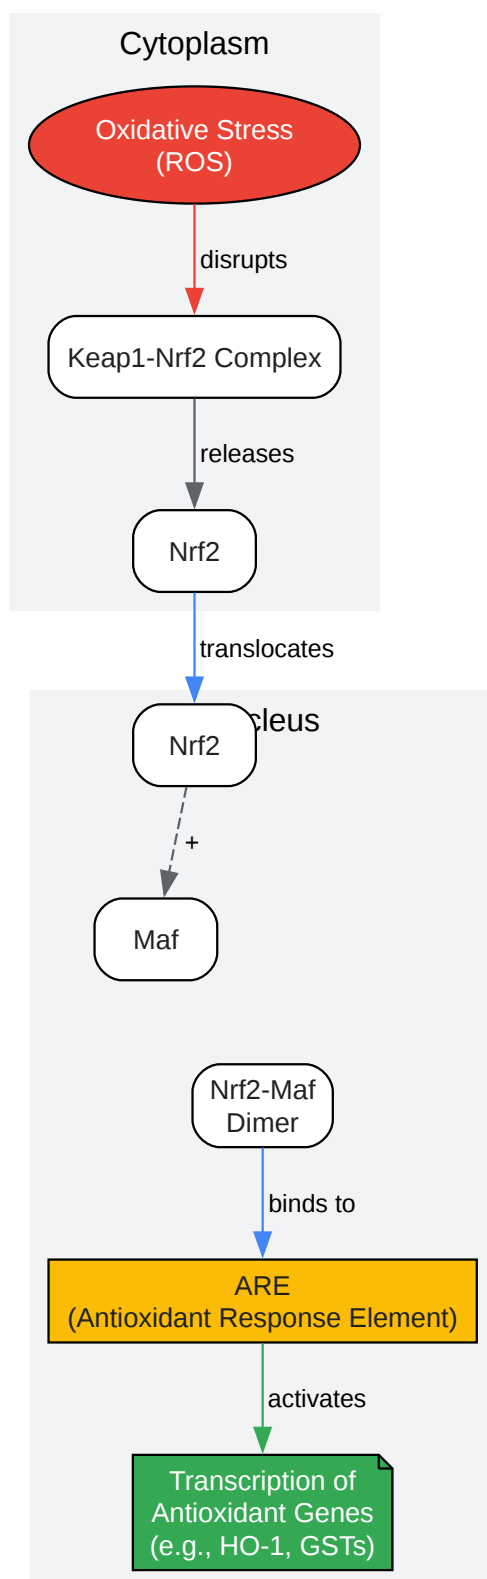 Cytoplasm
Oxidative Stress
(ROS)
disrupts
Keap1-Nrf2 Complex
releases
Nrf2
translocates
cleus
Nrf2
+
Maf
Nrf2-Maf
Dimer
binds to
ARE
(Antioxidant Response Element)
activates
Transcription of
Antioxidant Genes
(e.g., HO-1, GSTs)